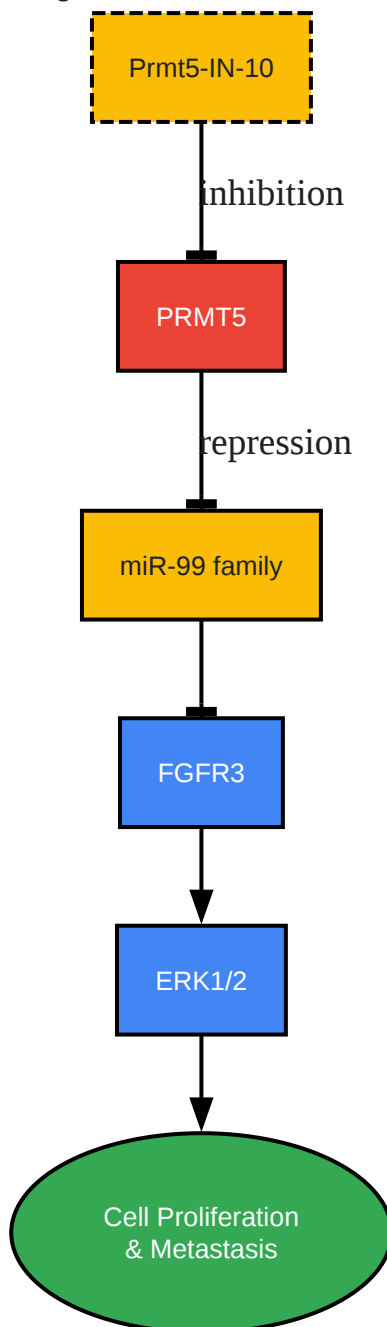 Prmt5-IN-10
inhibition
PRMT5
repression
miR-99 family
FGFR3
ERK1/2
Cell Proliferation
& Metastasis